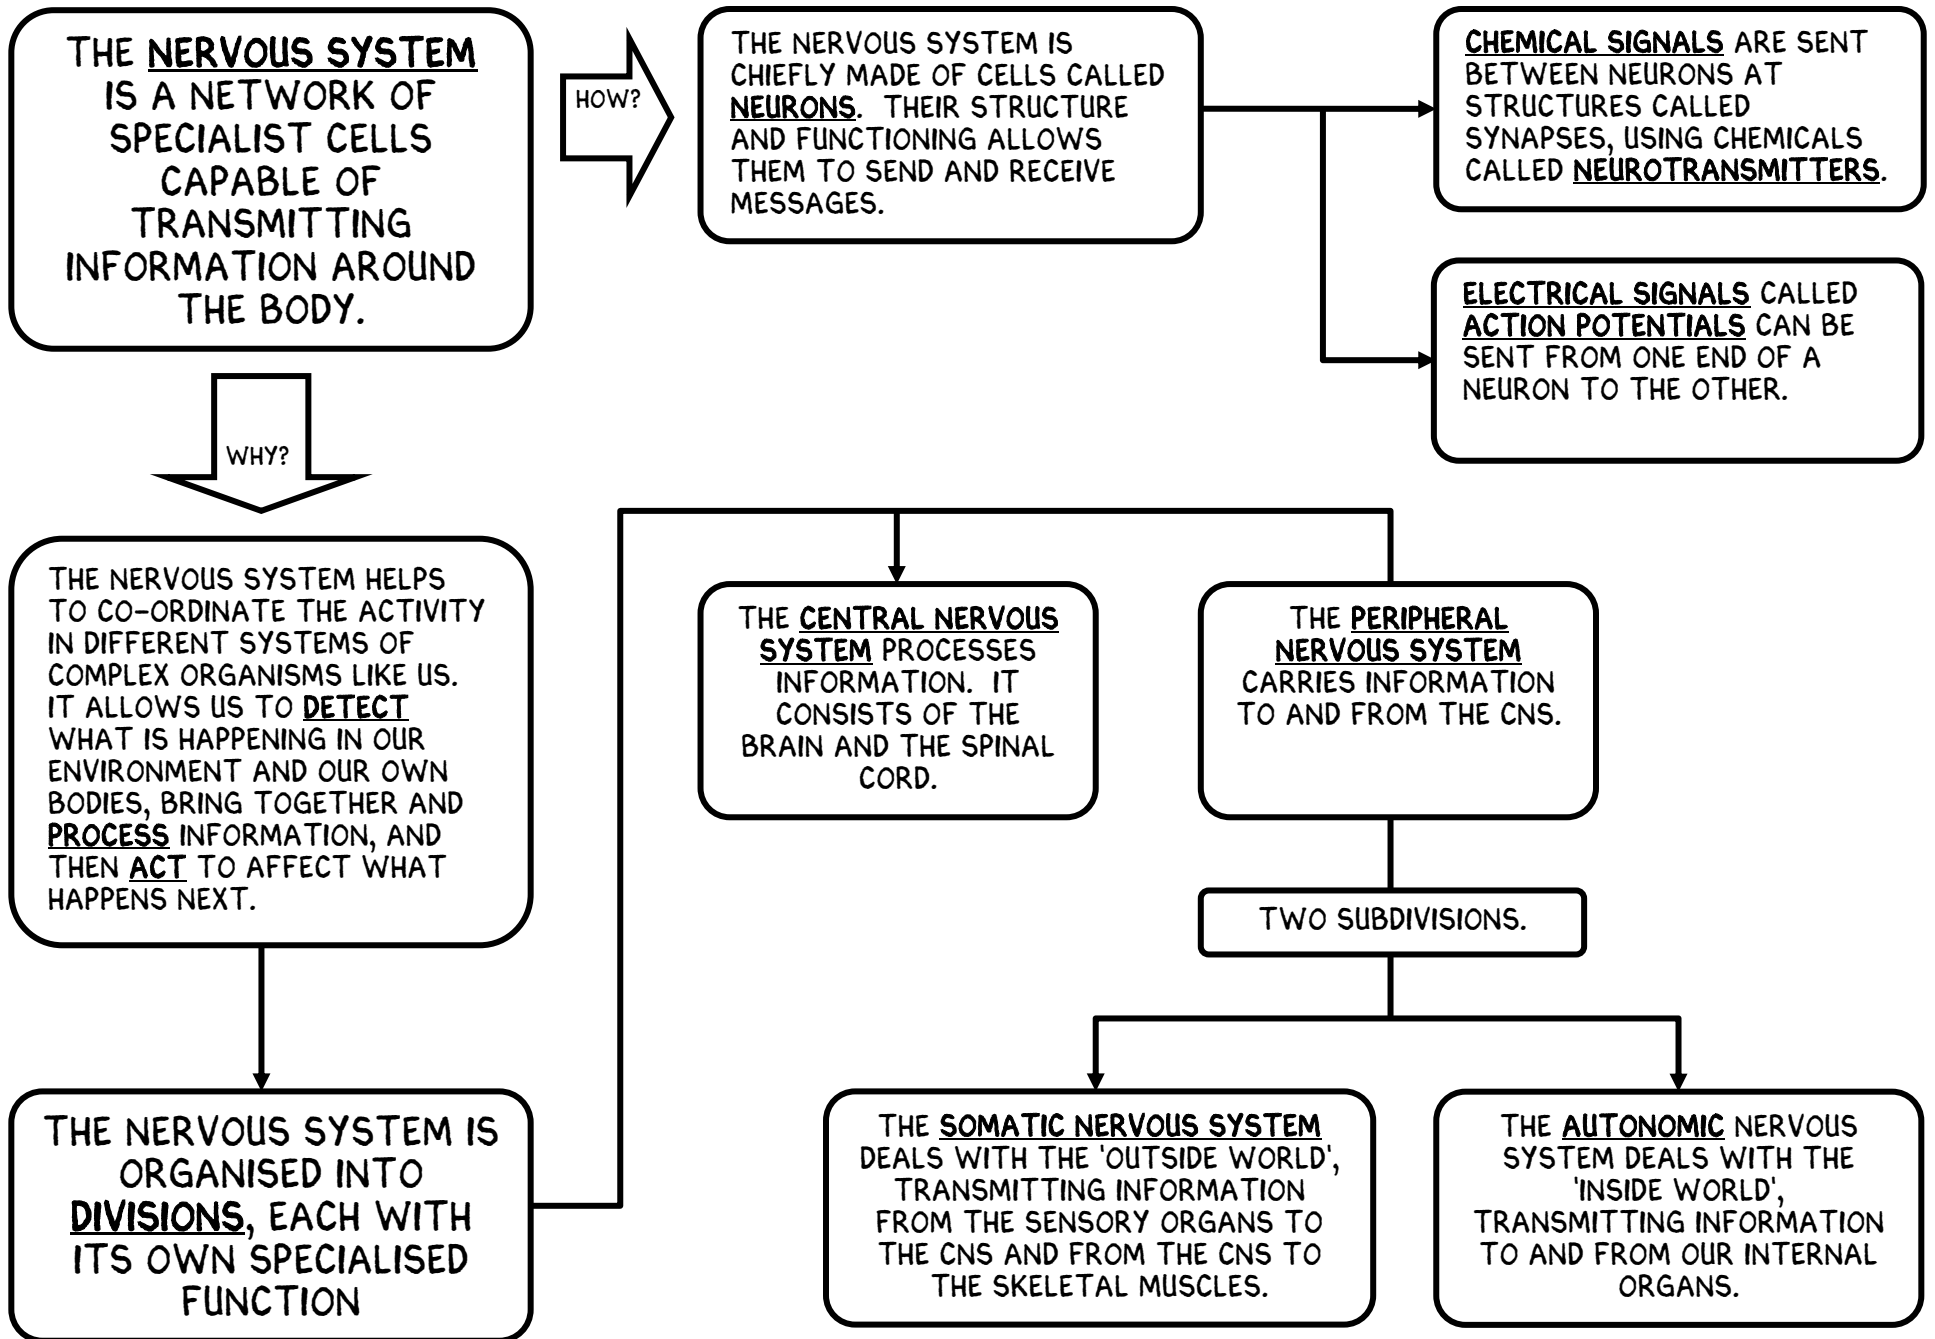 THE NERVOUS SYSTEM
IS A NETWORK OF
SPECIALIST CELLS
CAPABLE OF
TRANSMITTING
INFORMATION AROUND
THE BODY.
HOW?
THE NERVOUS SYSTEM IS
CHIEFLY MADE OF CELLS CALLED
NEURONS. THEIR STRUCTURE
AND FUNCTIONING ALLOWS
THEM TO SEND AND RECEIVE
MESSAGES.
CHEMICAL SIGNALS ARE SENT
BETWEEN NEURONS AT
STRUCTURES CALLED
SYNAPSES, USING CHEMICALS
CALLED NEUROTRANSMITTERS.
ELECTRICAL SIGNALS CALLED
ACTION POTENTIALS CAN BE
SENT FROM ONE END OF A
NEURON TO THE OTHER.
WHY?
THE NERVOUS SYSTEM HELPS
TO CO-ORDINATE THE ACTIVITY
IN DIFFERENT SYSTEMS OF
COMPLEX ORGANISMS LIKE US.
IT ALLOWS US TO DETECT
WHAT IS HAPPENING IN OUR
ENVIRONMENT AND OUR OWN
BODIES, BRING TOGETHER AND
PROCESS INFORMATION, AND
THEN ACT TO AFFECT WHAT
HAPPENS NEXT.
THE NERVOUS SYSTEM IS
ORGANISED INTO
DIVISIONS, EACH WITH
ITS OWN SPECIALISED
FUNCTION
THE CENTRAL NERVOUS
SYSTEM PROCESSES
INFORMATION. IT
CONSISTS OF THE
BRAIN AND THE SPINAL
CORD.
THE PERIPHERAL
NERVOUS SYSTEM
CARRIES INFORMATION
TO AND FROM THE CNS.
TWO SUBDIVISIONS.
THE SOMATIC NERVOUS SYSTEM
DEALS WITH THE 'OUTSIDE WORLD',
TRANSMITTING INFORMATION
FROM THE SENSORY ORGANS TO
THE CNS AND FROM THE CNS TO
THE SKELETAL MUSCLES.
THE AUTONOMIC NERVOUS
SYSTEM DEALS WITH THE
'INSIDE WORLD',
TRANSMITTING INFORMATION
TO AND FROM OUR INTERNAL
ORGANS.